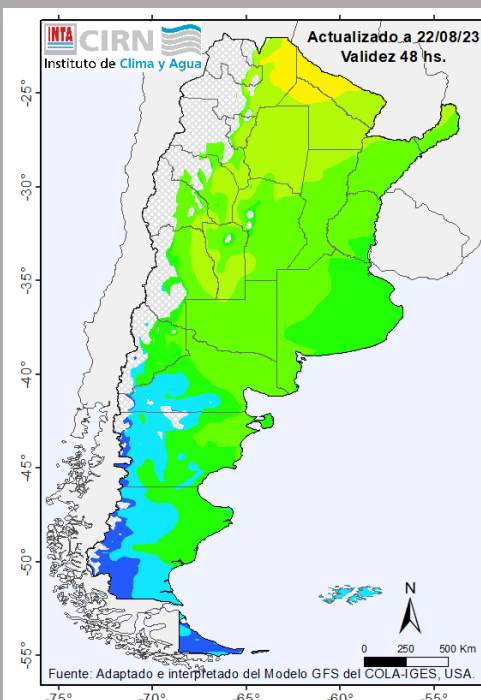 INTA CIRN
Instituto de Clima y Agua
Actualizado a 22/08/23
Validez 48 hs.
-25°
-30°
-35°
-40°
-45°
-50°
-55°
N
0 250 500 Km
Fuente: Adaptado e interpretado del Modelo GFS del COLA-IGES, USA.
-75° -70° -65° -60° -55°